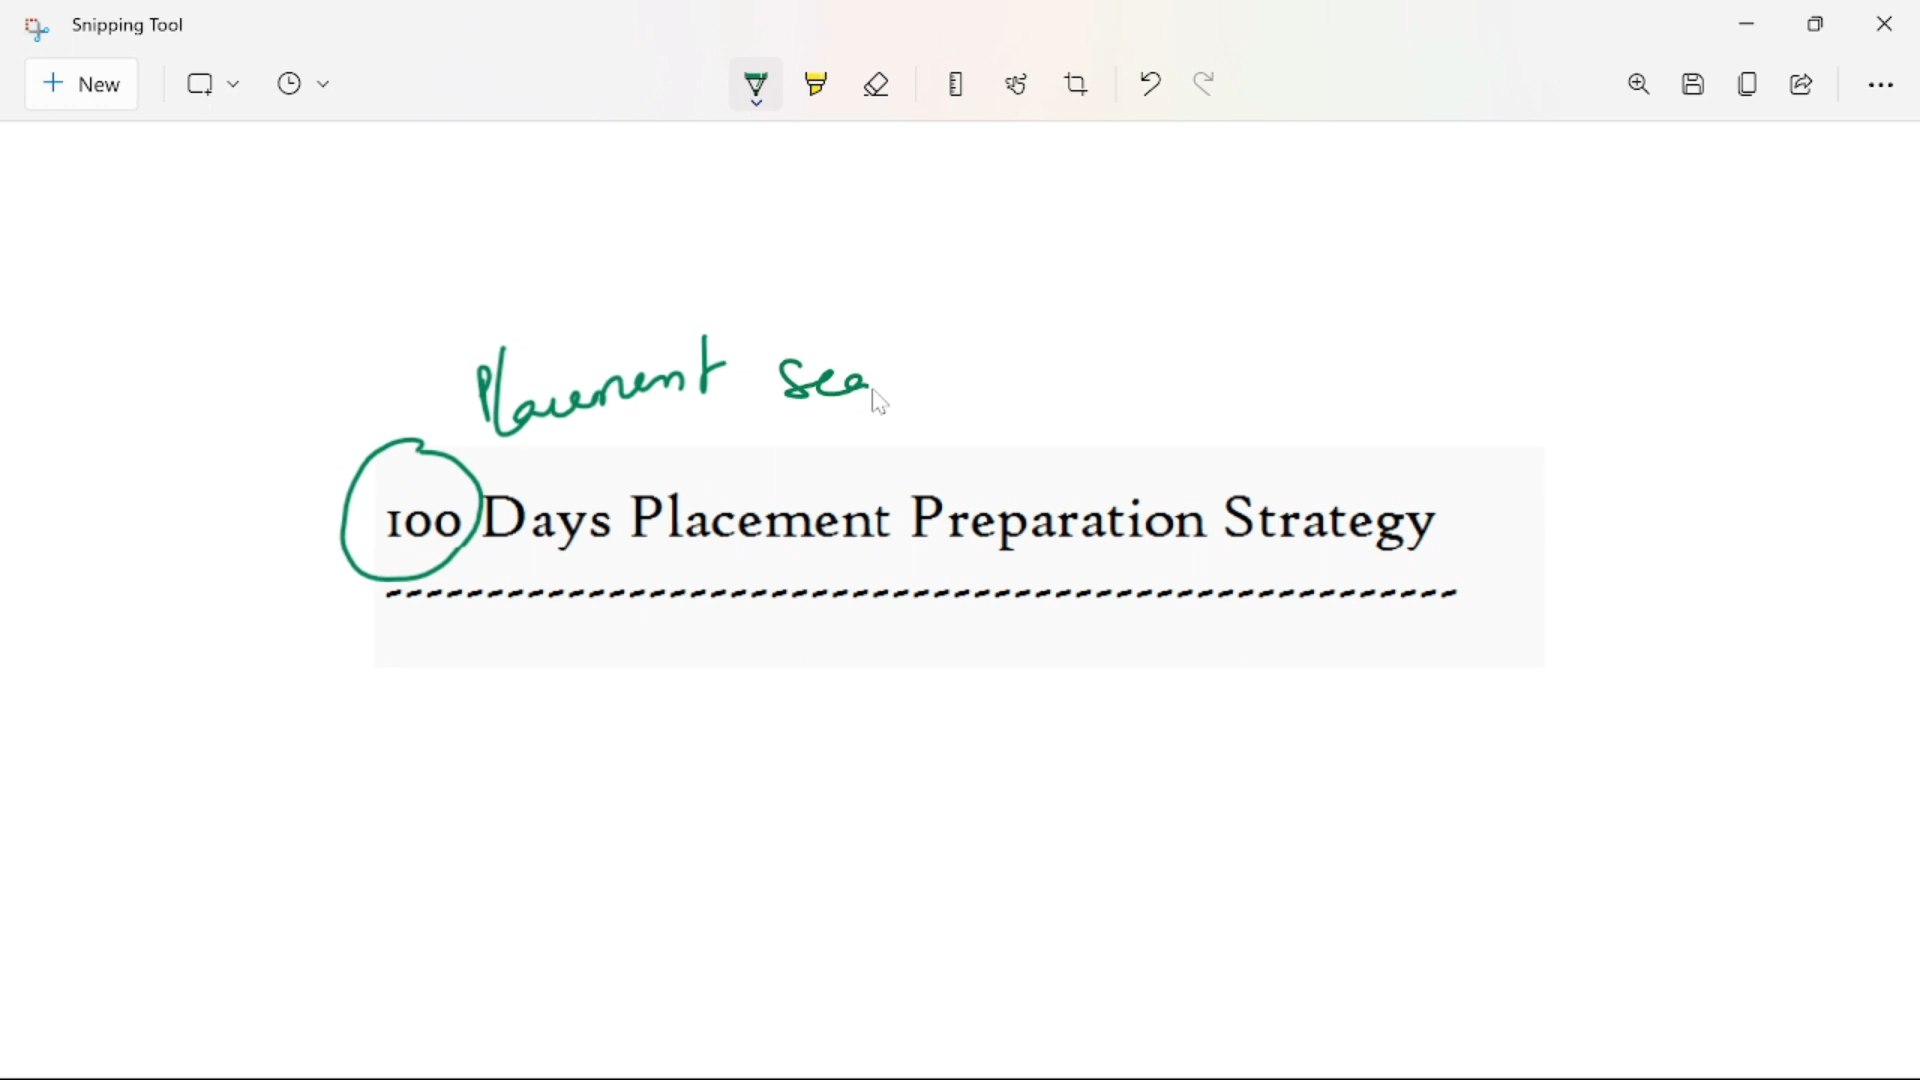 Snipping Tool
New
Placement sea
100 Days Placement Preparation Strategy